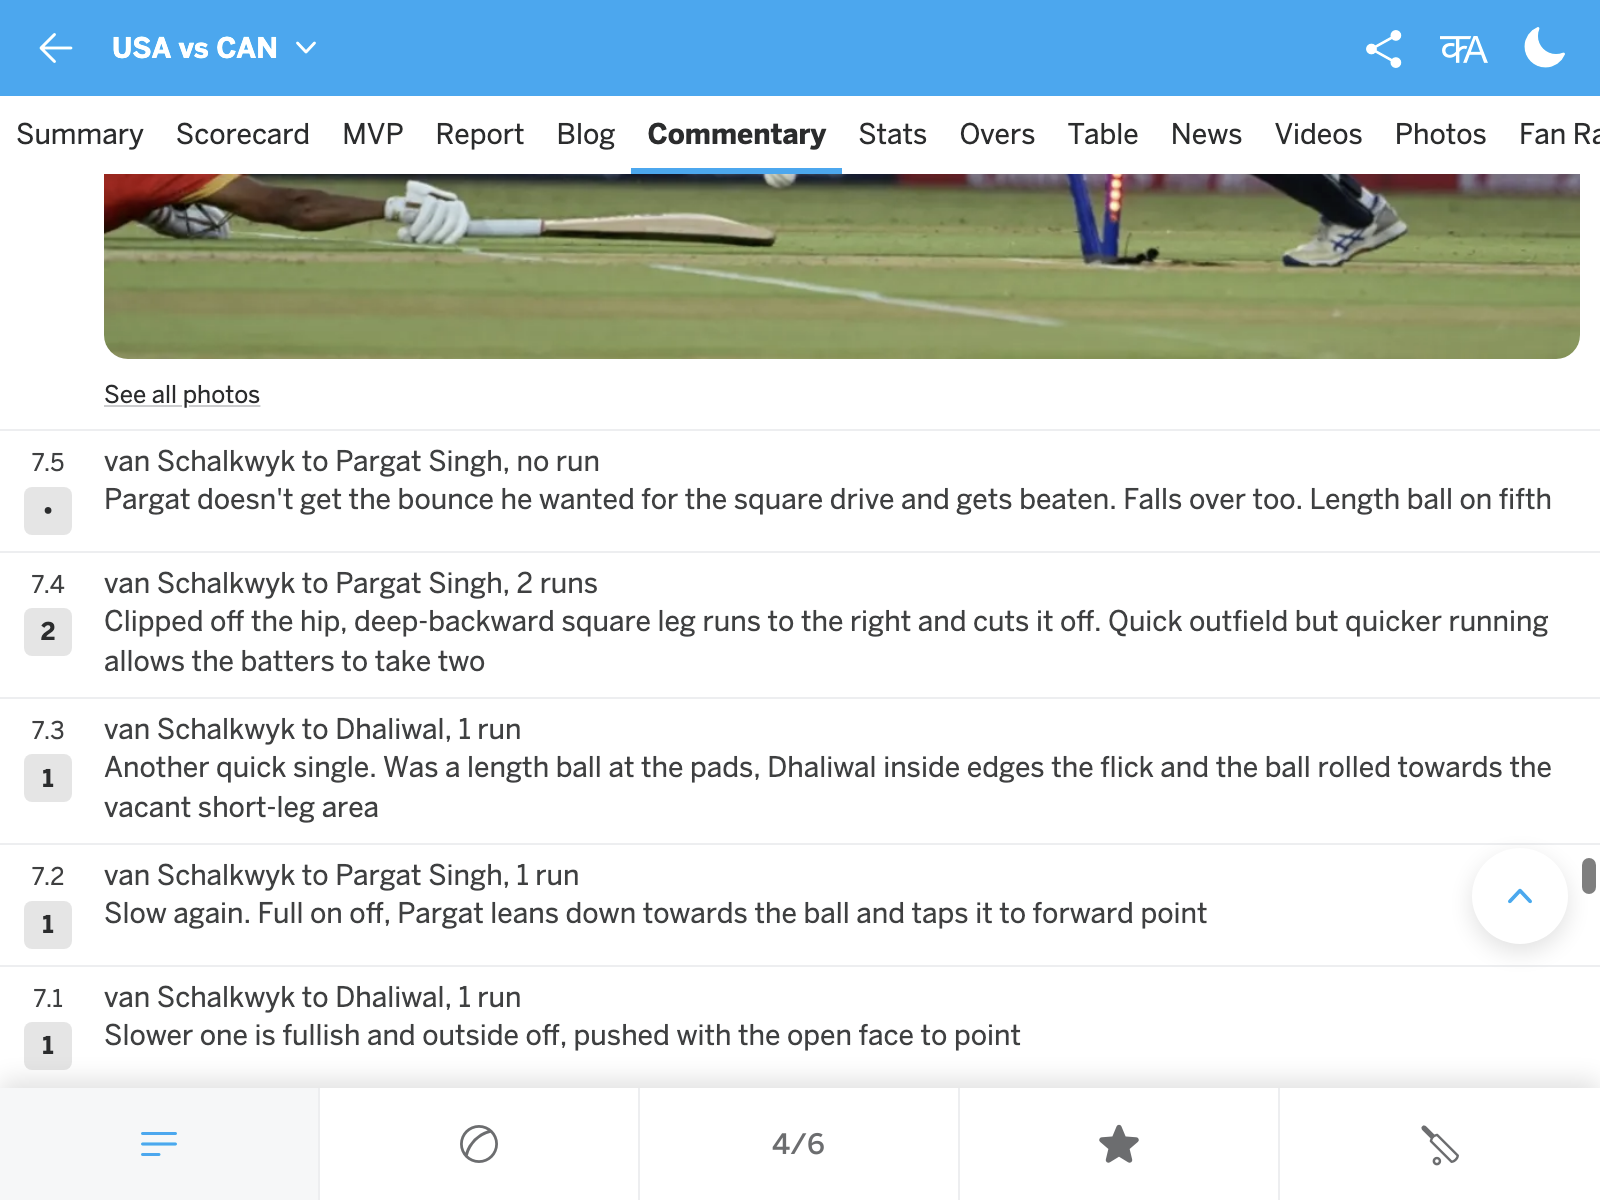 USA vs CAN
क A
Summary Scorecard MVP Report Blog Commentary Stats Overs Table News Videos Photos Fan Ra
See all photos
7.5 van Schalkwyk to Pargat Singh, no run
• Pargat doesn't get the bounce he wanted for the square drive and gets beaten. Falls over too. Length ball on fifth
7.4 van Schalkwyk to Pargat Singh, 2 runs
2 Clipped off the hip, deep-backward square leg runs to the right and cuts it off. Quick outfield but quicker running
allows the batters to take two
7.3 van Schalkwyk to Dhaliwal, 1 run
1 Another quick single. Was a length ball at the pads, Dhaliwal inside edges the flick and the ball rolled towards the
vacant short-leg area
7.2 van Schalkwyk to Pargat Singh, 1 run
1 Slow again. Full on off, Pargat leans down towards the ball and taps it to forward point
7.1 van Schalkwyk to Dhaliwal, 1 run
1 Slower one is fullish and outside off, pushed with the open face to point
4/6